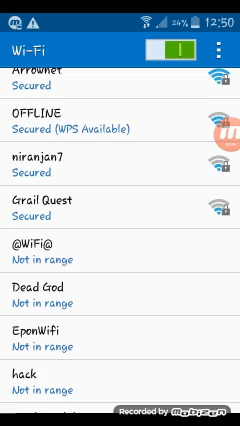 24% 12:50
Wi-Fi
Arrownet
Secured
OFFLINE
Secured (WPS Available)
niranjan7
Secured
Grail Quest
Secured
@WiFi@
Not in range
Dead God
Not in range
EponWifi
Not in range
hack
Not in range
Recorded by MOBIZEN